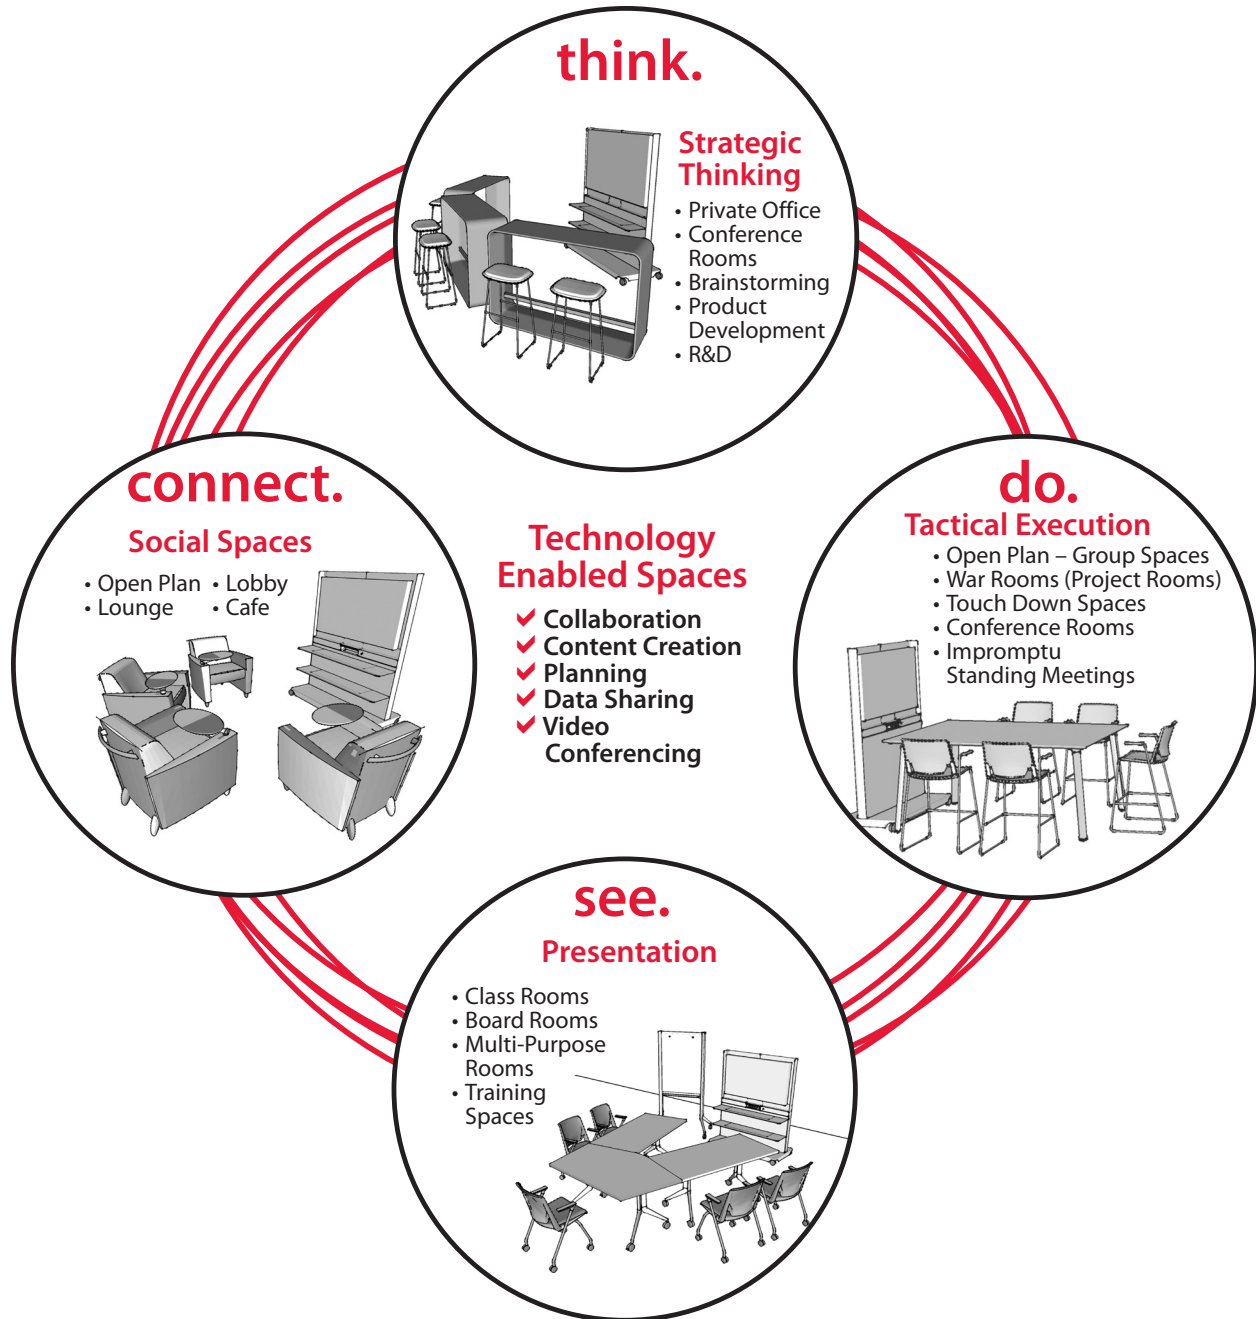 think.
Strategic
Thinking
• Private Office
• Conference
Rooms
• Brainstorming
• Product
Development
• R&D
connect.
Social Spaces
• Open Plan • Lobby
• Lounge • Cafe
Technology
Enabled Spaces
✔ Collaboration
✔ Content Creation
✔ Planning
✔ Data Sharing
✔ Video
Conferencing
do.
Tactical Execution
• Open Plan – Group Spaces
• War Rooms (Project Rooms)
• Touch Down Spaces
• Conference Rooms
• Impromptu
Standing Meetings
see.
Presentation
• Class Rooms
• Board Rooms
• Multi-Purpose
Rooms
• Training
Spaces